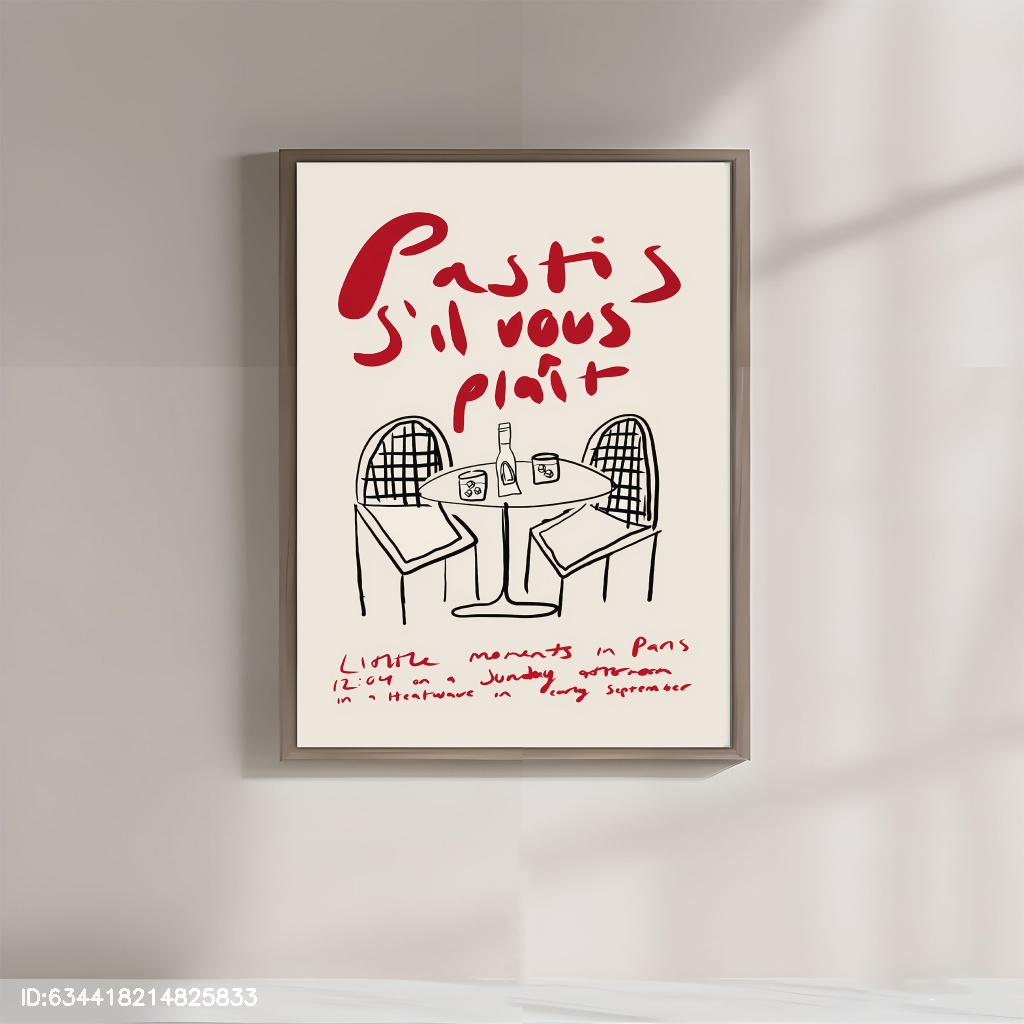 Pastis
s'il vous
plaît
Little moments in Paris
12:04 on a Sunday afternoon
in a Heatwave in early September
ID:634418214825833